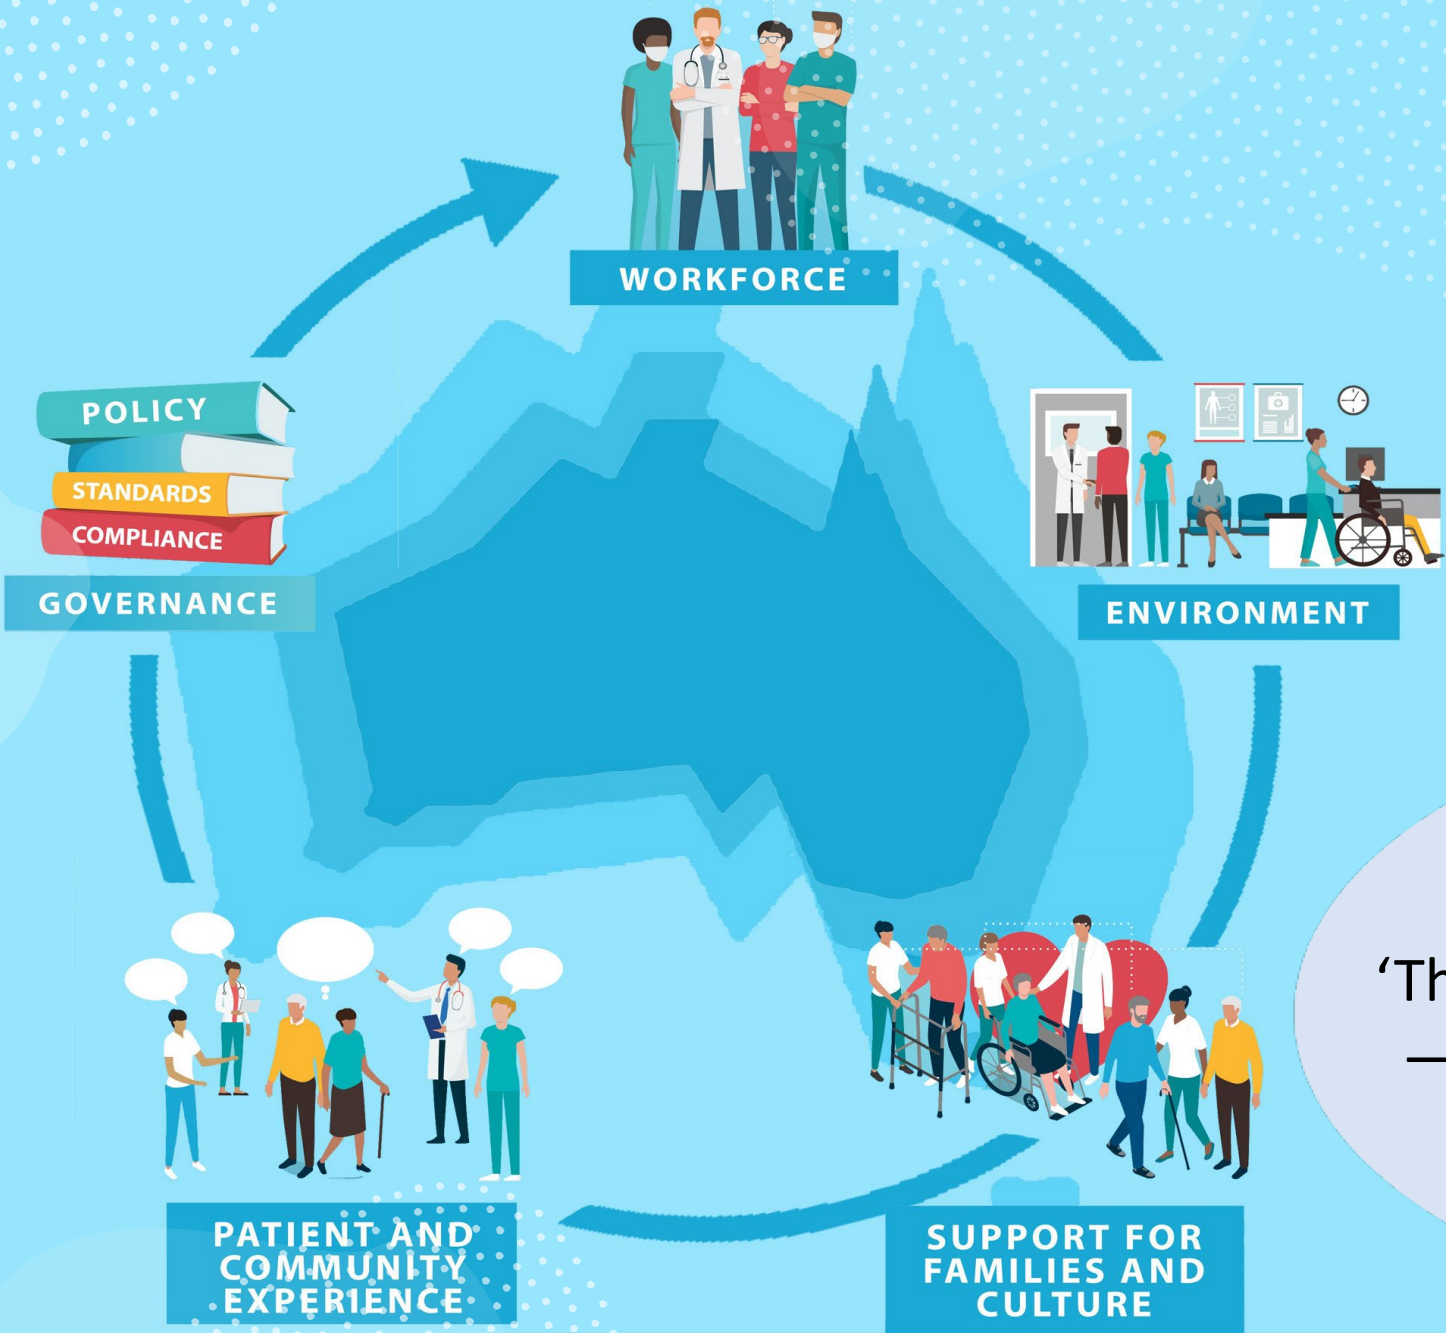 WORKFORCE
POLICY
STANDARDS
COMPLIANCE
GOVERNANCE
ENVIRONMENT
PATIENT AND
COMMUNITY
EXPERIENCE
SUPPORT FOR
FAMILIES AND
CULTURE